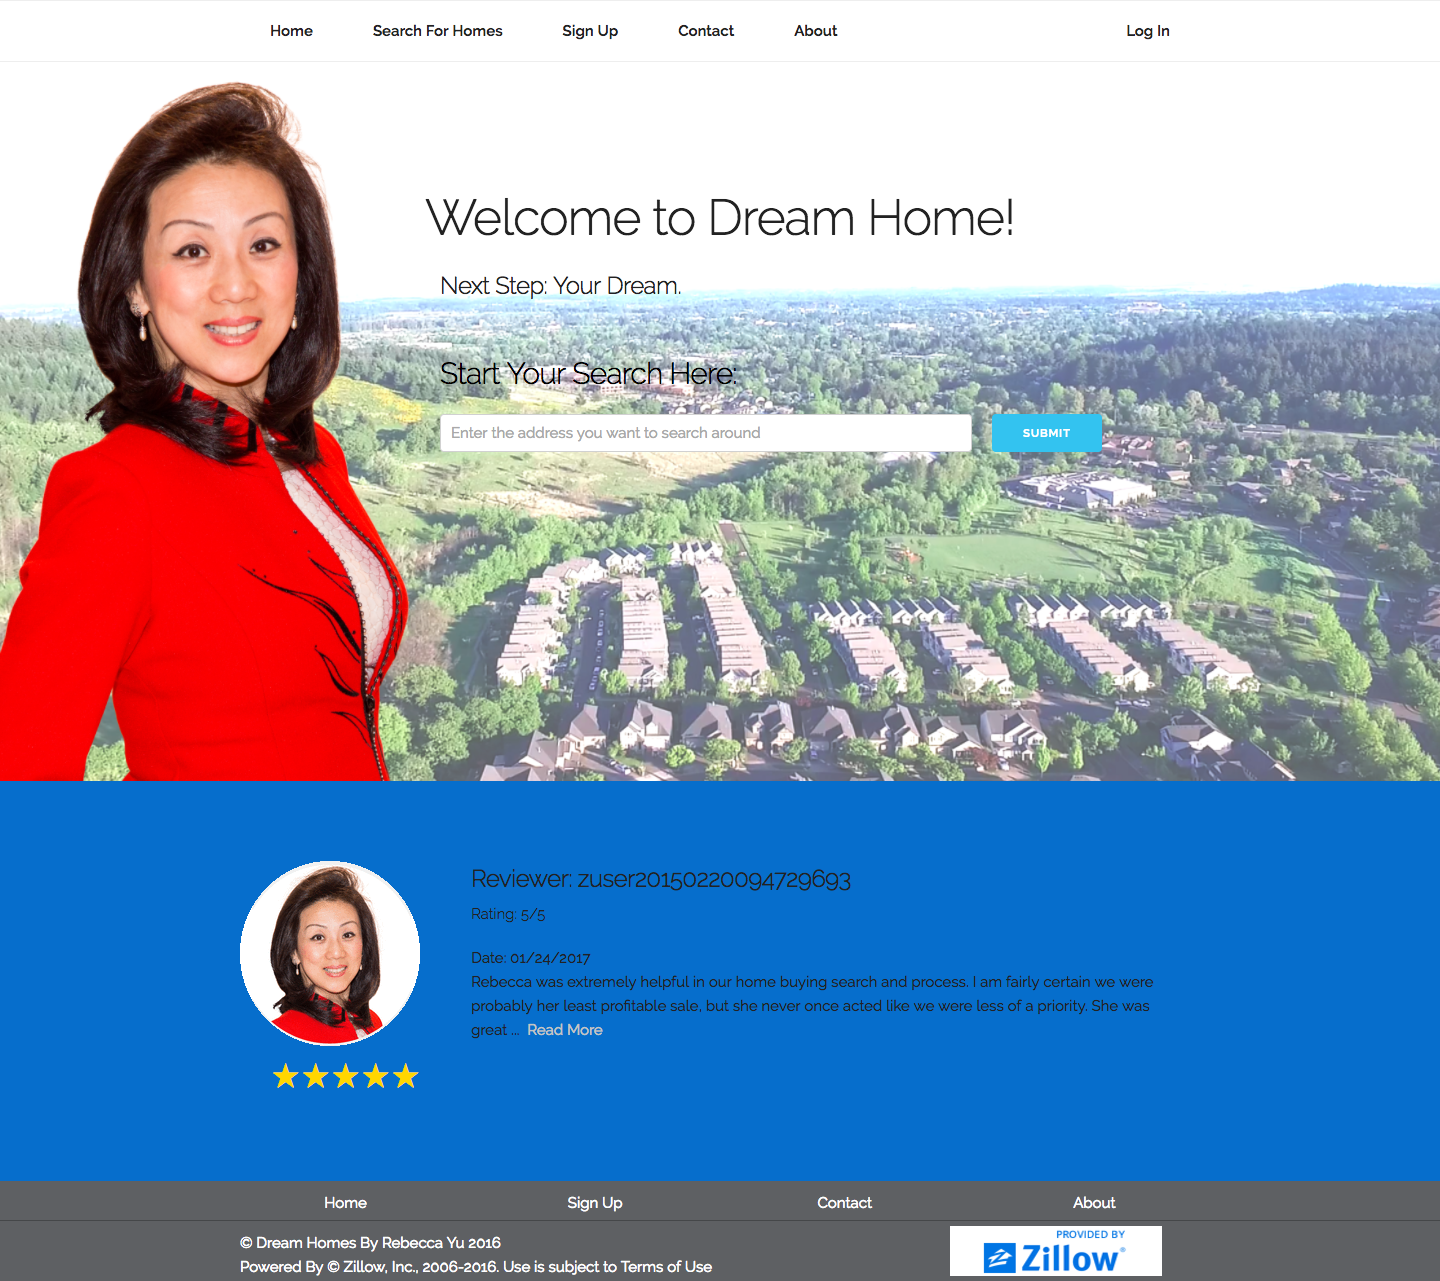 Home Search For Homes Sign Up Contact About Log In
Welcome to Dream Home!
Next Step: Your Dream.
Start Your Search Here:
Enter the address you want to search around SUBMIT
Reviewer: zuser20150220094729693
Rating: 5/5
Date: 01/24/2017
Rebecca was extremely helpful in our home buying search and process. I am fairly certain we were
probably her least profitable sale, but she never once acted like we were less of a priority. She was
great ... Read More
Home Sign Up Contact About
© Dream Homes By Rebecca Yu 2016
Powered By © Zillow, Inc., 2006-2016. Use is subject to Terms of Use
PROVIDED BY
Zillow®